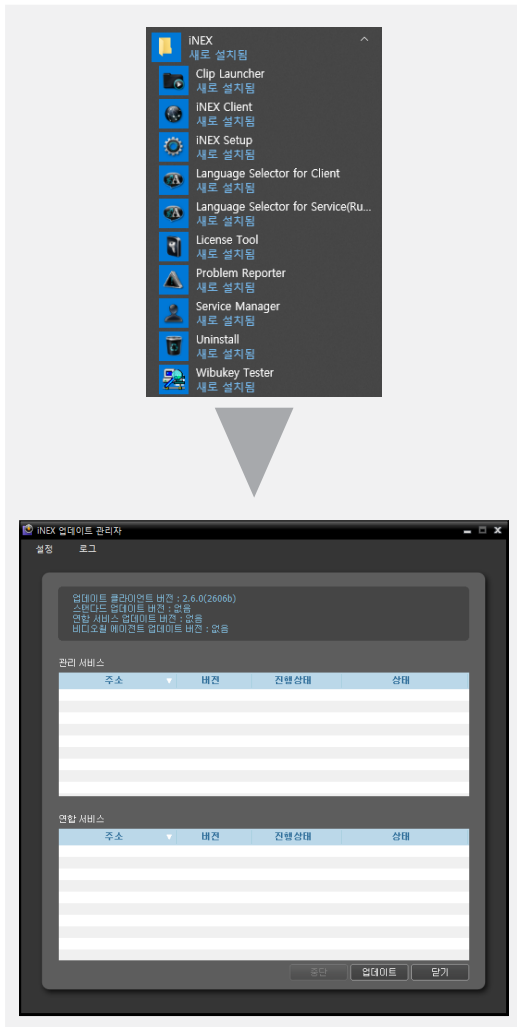 iNEX
새로 설치됨
Clip Launcher
새로 설치됨
iNEX Client
새로 설치됨
iNEX Setup
새로 설치됨
Language Selector for Client
새로 설치됨
Language Selector for Service(Ru...
새로 설치됨
License Tool
새로 설치됨
Problem Reporter
새로 설치됨
Service Manager
새로 설치됨
Uninstall
새로 설치됨
Wibukey Tester
새로 설치됨
iNEX 업데이트 관리자
설정 로그
업데이트 클라이언트 버전 : 2.6.0(2606b)
스탠다드 업데이트 버전 : 없음
연합 서비스 업데이트 버전 : 없음
비디오월 에이전트 업데이트 버전 : 없음
관리 서비스
주소 버전 진행상태 상태
연합 서비스
주소 버전 진행상태 상태
중단 업데이트 닫기